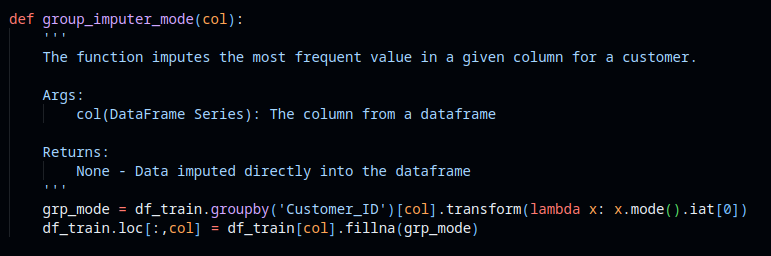 def group_imputer_mode(col):
    '''
    The function imputes the most frequent value in a given column for a customer.

    Args:
        col(DataFrame Series): The column from a dataframe

    Returns:
        None - Data imputed directly into the dataframe
    '''
    grp_mode = df_train.groupby('Customer_ID')[col].transform(lambda x: x.mode().iat[0])
    df_train.loc[:,col] = df_train[col].fillna(grp_mode)